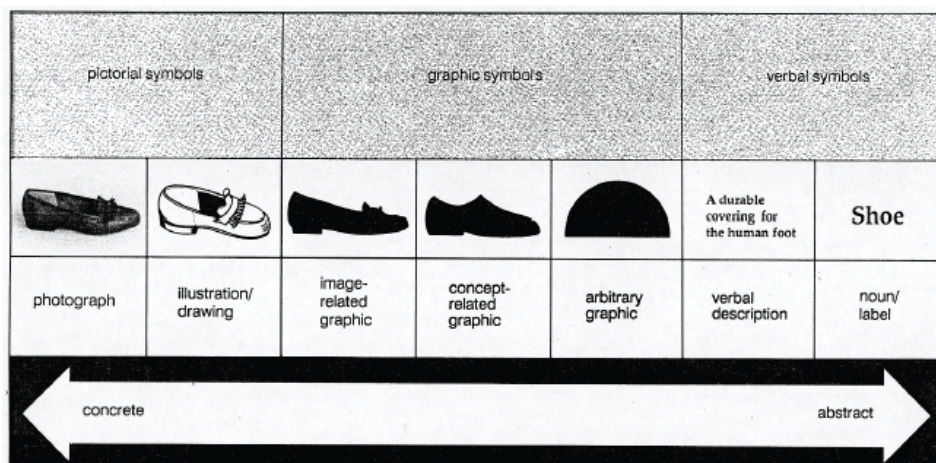 pictorial symbols
graphic symbols
verbal symbols
A durable
covering for
the human foot
Shoe
photograph
illustration/
drawing
image-
related
graphic
concept-
related
graphic
arbitrary
graphic
verbal
description
noun/
label
concrete
abstract